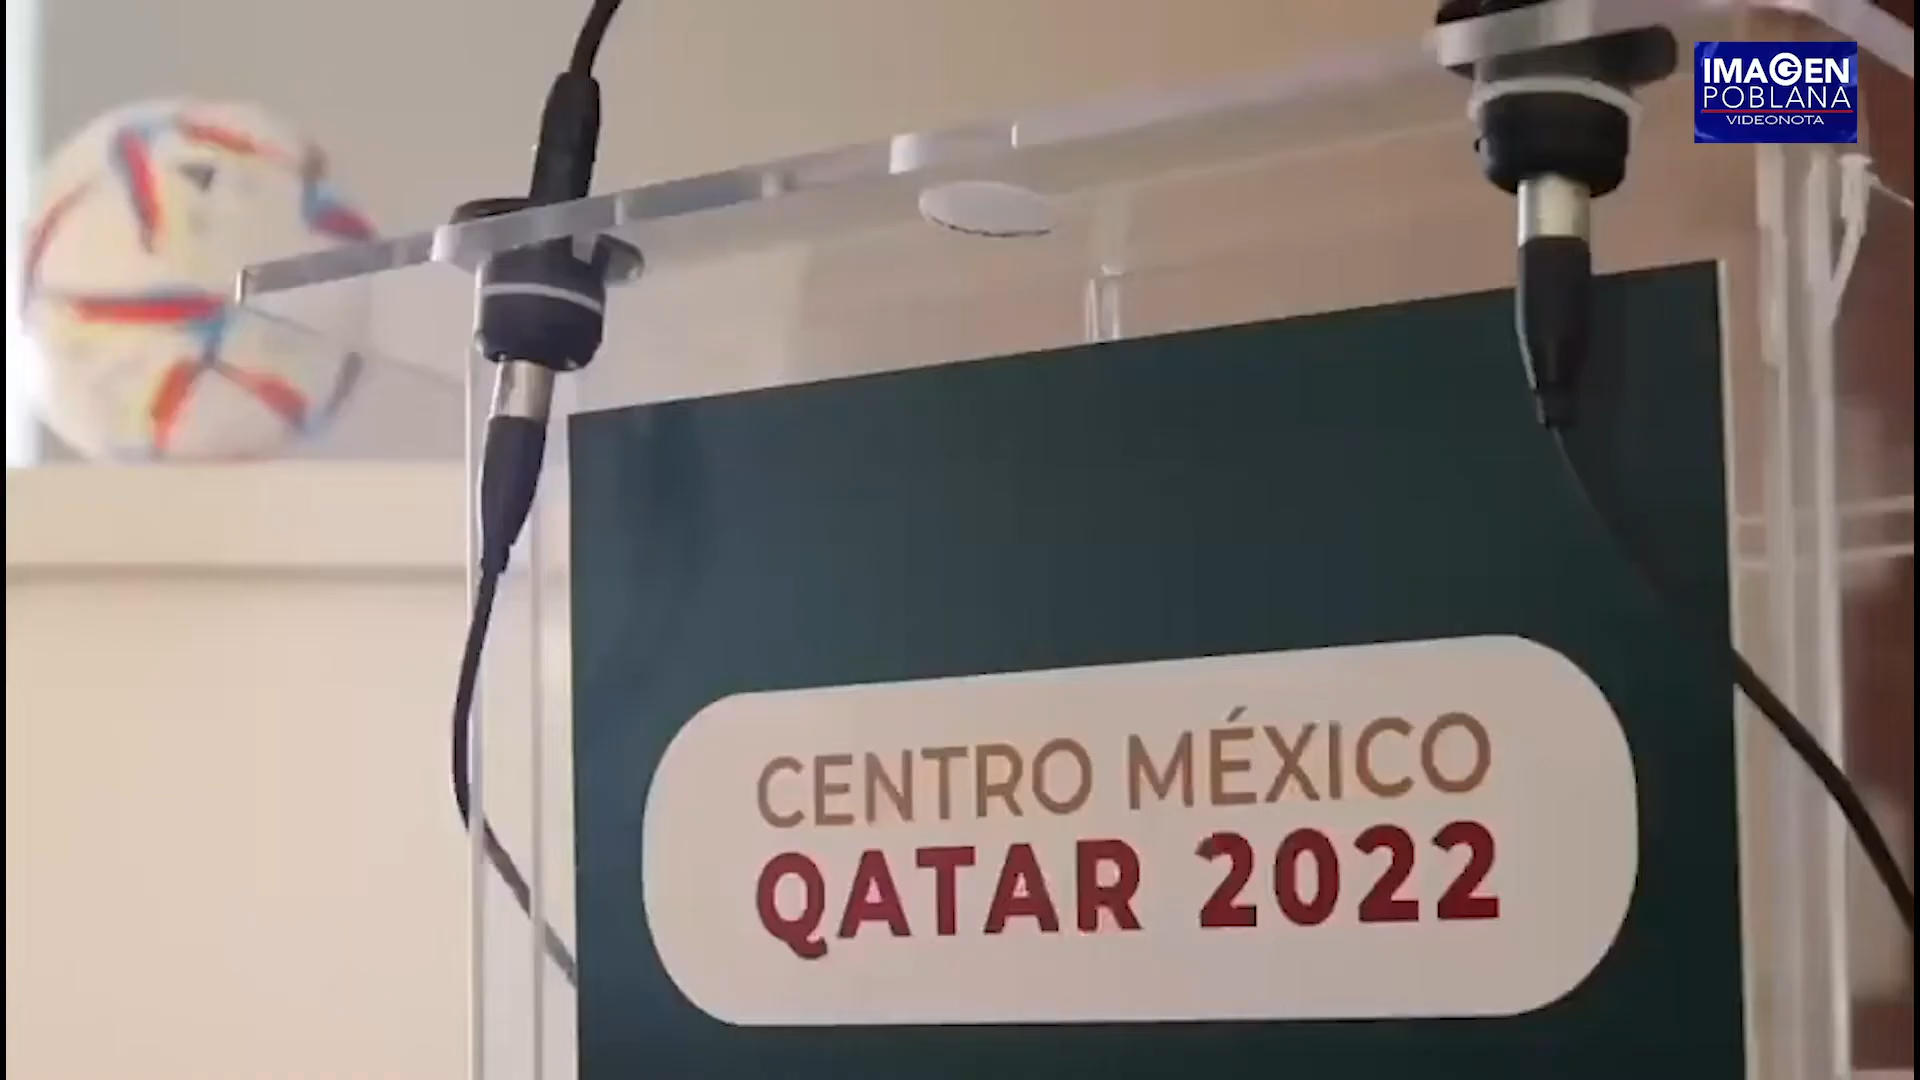 IMAGEN
POBLANA
VIDEONOTA
CENTRO MÉXICO
QATAR 2022